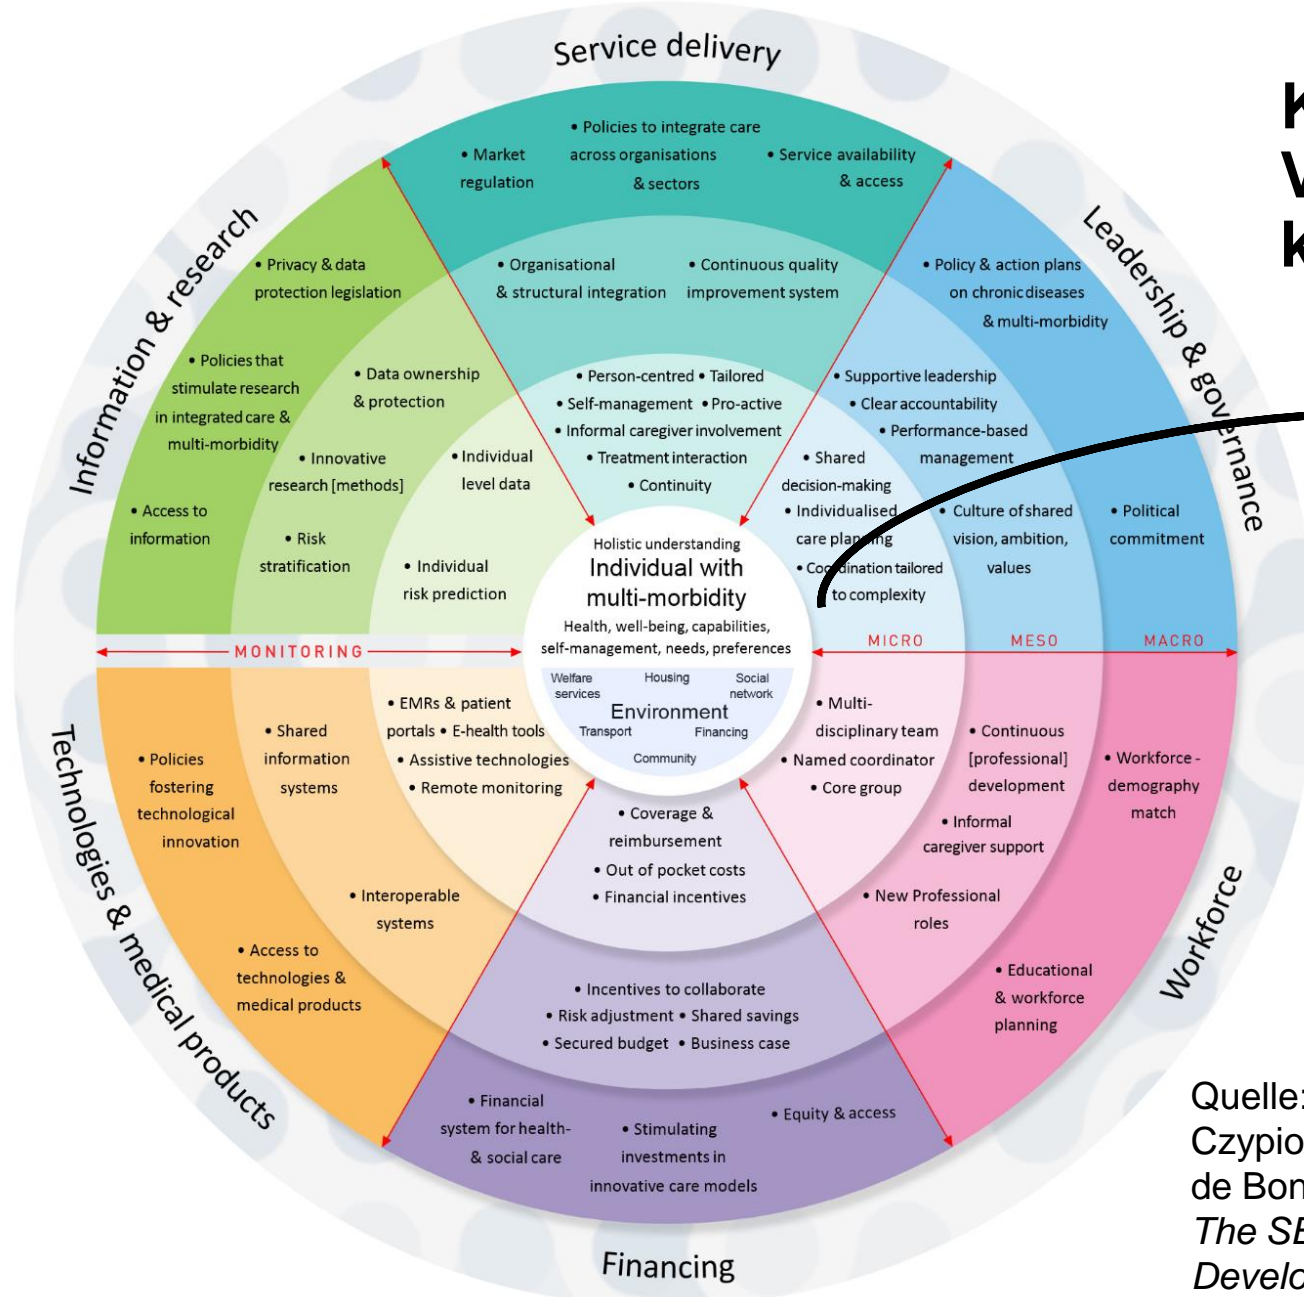 Service delivery
• Policies to integrate care
across organisations
& sectors
• Market
regulation
• Service availability
& access
• Organisational
& structural integration
• Continuous quality
improvement system
• Person-centred • Tailored
• Self-management • Pro-active
• Informal caregiver involvement
• Treatment interaction
• Continuity
Leadership & governance
• Policy & action plans
on chronic diseases
& multi-morbidity
• Political
commitment
• Supportive leadership
• Clear accountability
• Performance-based
management
• Culture of shared
vision, ambition,
values
• Shared
decision-making
• Individualised
care planning
• Coordination tailored
to complexity
MICRO MESO MACRO
Workforce
• Multi-
disciplinary team
• Named coordinator
• Core group
• Continuous
[professional]
development
• Informal
caregiver support
• New Professional
roles
• Workforce -
demography
match
• Educational
& workforce
planning
Financing
• Coverage &
reimbursement
• Out of pocket costs
• Financial incentives
• Incentives to collaborate
• Risk adjustment • Shared savings
• Secured budget • Business case
• Financial
system for health-
& social care
• Stimulating
investments in
innovative care models
• Equity & access
Technologies & medical products
• EMRs & patient
portals • E-health tools
• Assistive technologies
• Remote monitoring
• Shared
information
systems
• Interoperable
systems
• Policies
fostering
technological
innovation
• Access to
technologies &
medical products
MONITORING
Information & research
• Privacy & data
protection legislation
• Policies that
stimulate research
in integrated care &
multi-morbidity
• Access to
information
• Data ownership
& protection
• Innovative
research [methods]
• Risk
stratification
• Individual
level data
• Individual
risk prediction
Holistic understanding
Individual with
multi-morbidity
Health, well-being, capabilities,
self-management, needs, preferences
Welfare
services
Housing
Social
network
Environment
Transport
Financing
Community
K
V
k
Quelle:
Czypio
de Bon
The SE
Develo